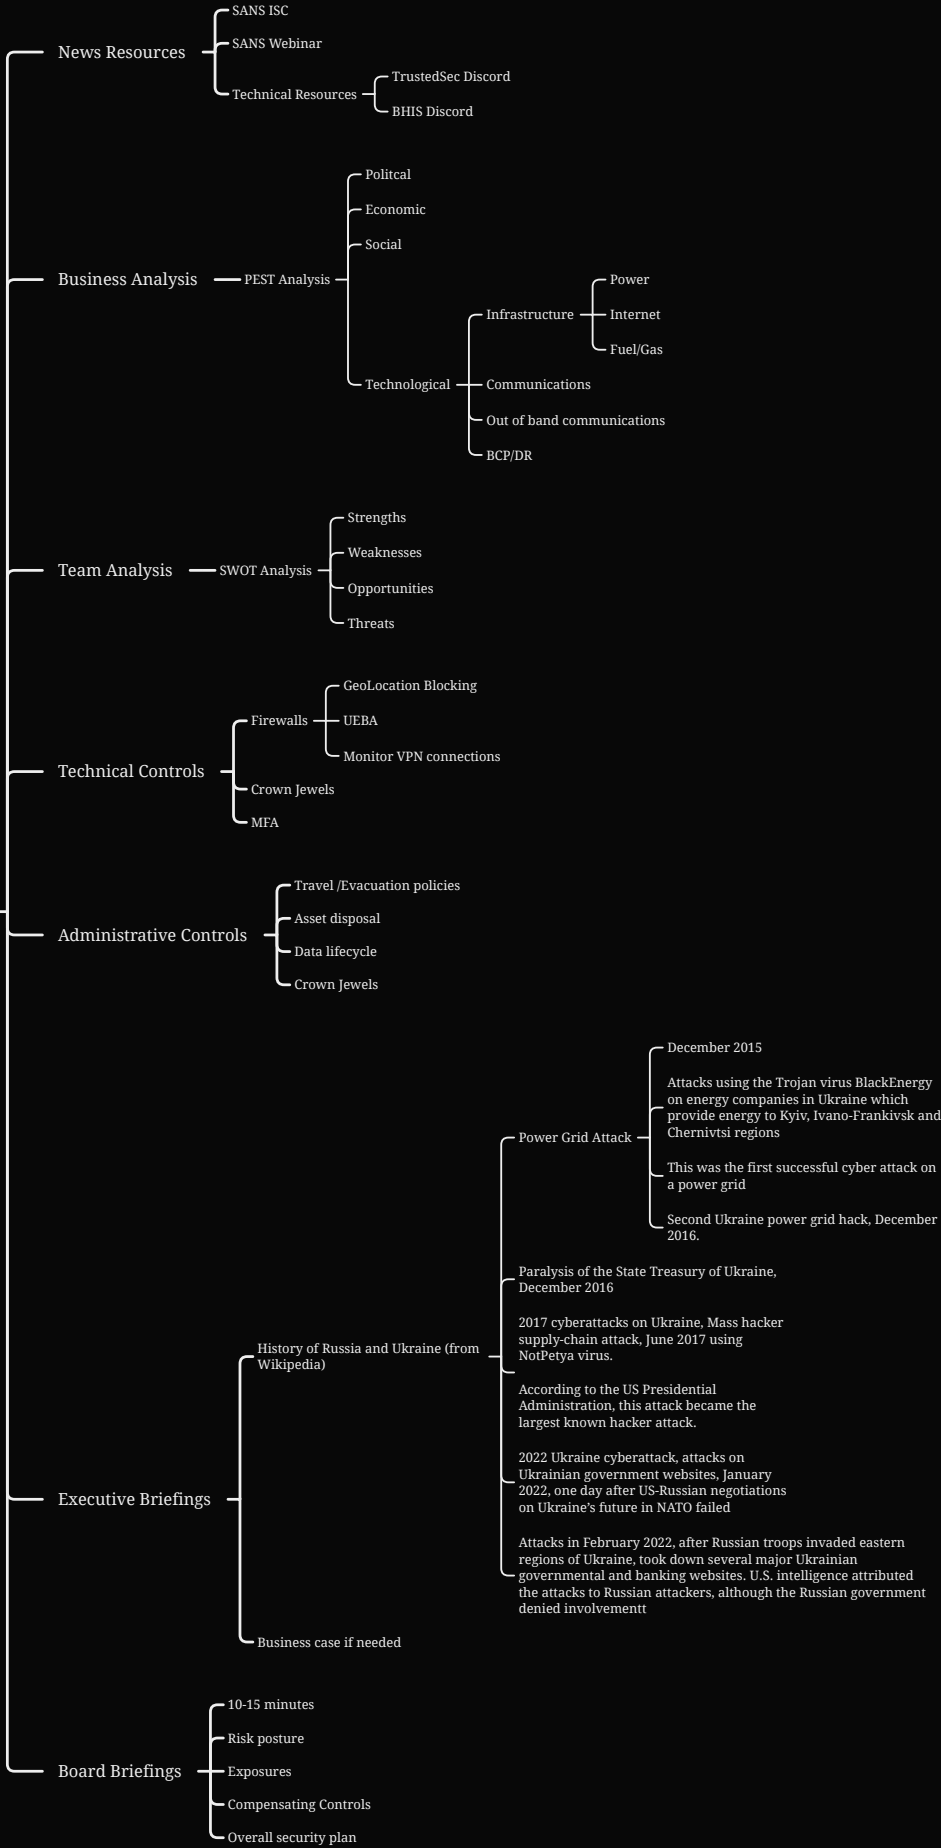 SANS ISC
SANS Webinar
News Resources
TrustedSec Discord
Technical Resources
BHIS Discord
Politcal
Economic
Social
Business Analysis
PEST Analysis
Power
Infrastructure
Internet
Fuel/Gas
Technological
Communications
Out of band communications
BCP/DR
Strengths
Weaknesses
Team Analysis
SWOT Analysis
Opportunities
Threats
GeoLocation Blocking
Firewalls
UEBA
Monitor VPN connections
Technical Controls
Crown Jewels
MFA
Travel /Evacuation policies
Asset disposal
Administrative Controls
Data lifecycle
Crown Jewels
December 2015
Attacks using the Trojan virus BlackEnergy
on energy companies in Ukraine which
provide energy to Kyiv, Ivano-Frankivsk and
Chernivtsi regions
Power Grid Attack
This was the first successful cyber attack on
a power grid
Second Ukraine power grid hack, December
2016.
Paralysis of the State Treasury of Ukraine,
December 2016
2017 cyberattacks on Ukraine, Mass hacker
supply-chain attack, June 2017 using
NotPetya virus.
History of Russia and Ukraine (from
Wikipedia)
According to the US Presidential
Administration, this attack became the
largest known hacker attack.
2022 Ukraine cyberattack, attacks on
Ukrainian government websites, January
2022, one day after US-Russian negotiations
on Ukraine's future in NATO failed
Executive Briefings
Attacks in February 2022, after Russian troops invaded eastern
regions of Ukraine, took down several major Ukrainian
governmental and banking websites. U.S. intelligence attributed
the attacks to Russian attackers, although the Russian government
denied involvementt
Business case if needed
10-15 minutes
Risk posture
Board Briefings
Exposures
Compensating Controls
Overall security plan